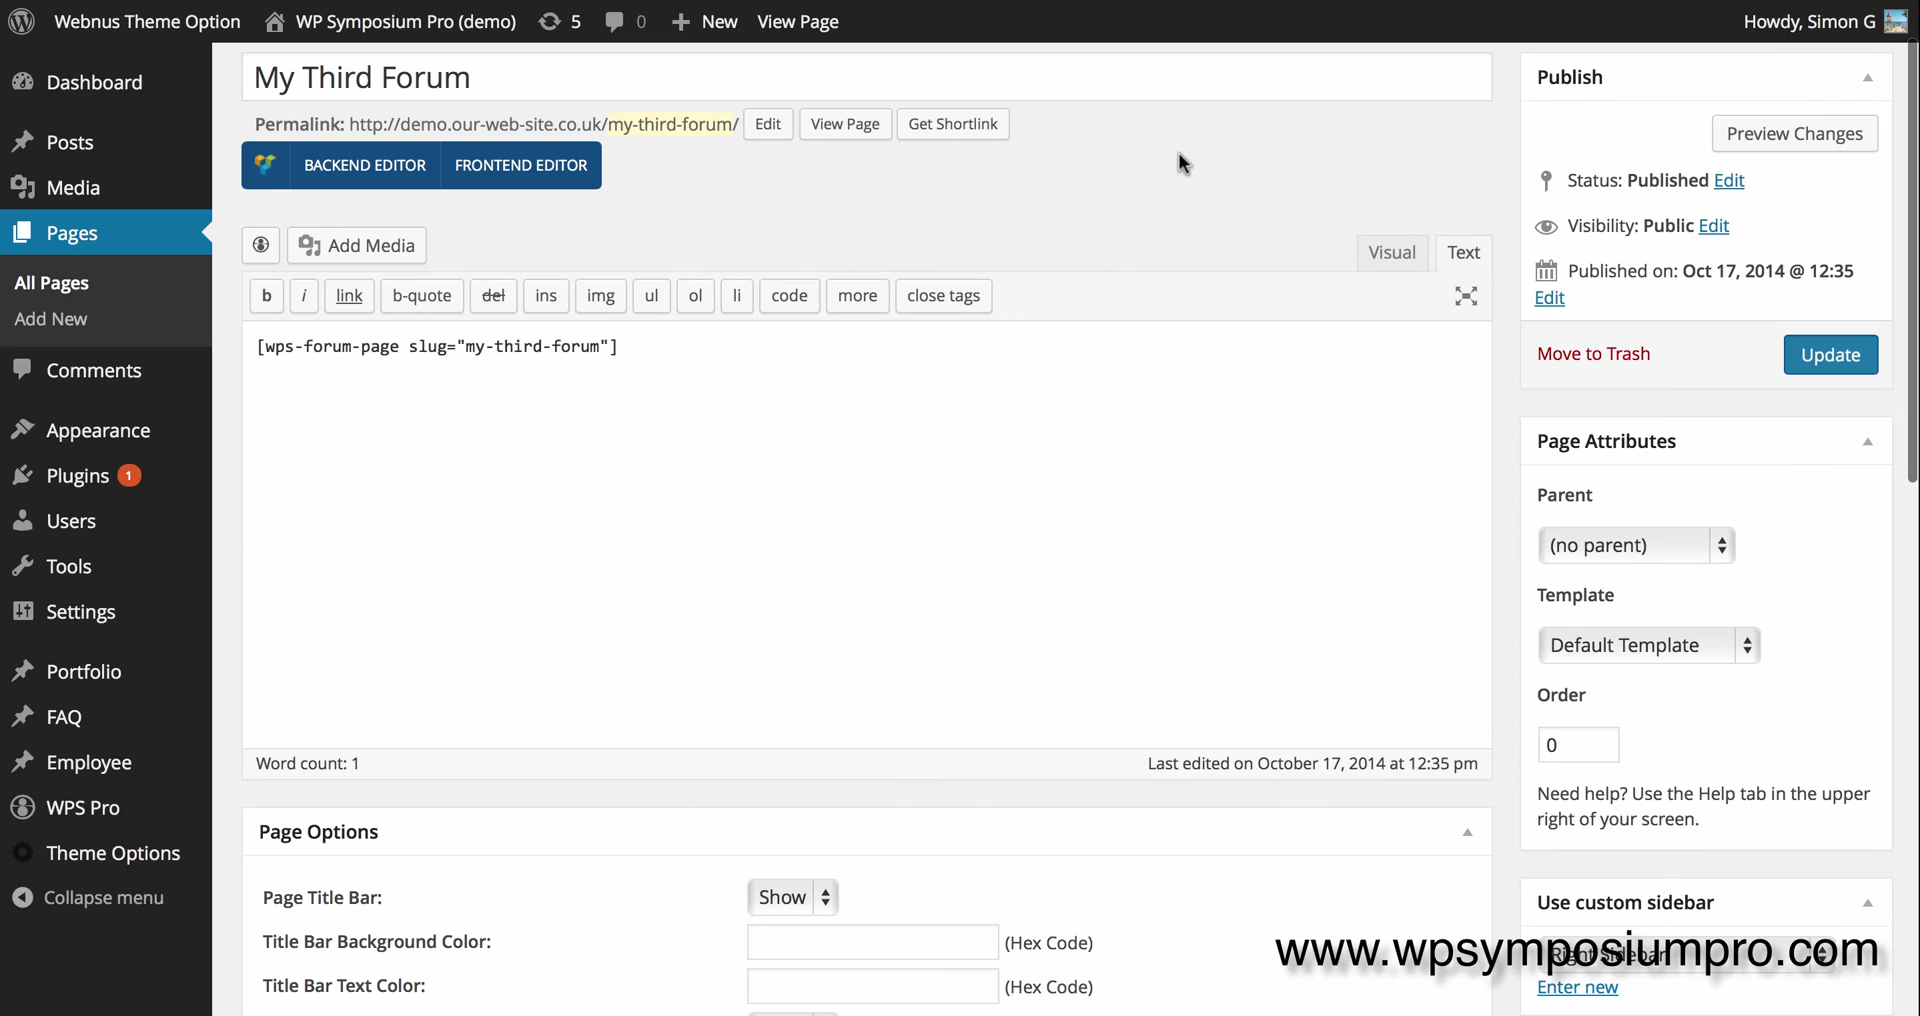 Webnus Theme Option WP Symposium Pro (demo) 5 0 New View Page Howdy, Simon G
Dashboard
Posts
Media
Pages
All Pages
Add New
Comments
Appearance
Plugins 1
Users
Tools
Settings
Portfolio
FAQ
Employee
WPS Pro
Theme Options
Collapse menu
My Third Forum
Permalink: http://demo.our-web-site.co.uk/my-third-forum/ Edit View Page Get Shortlink
BACKEND EDITOR FRONTEND EDITOR
Add Media Visual Text
b i link b-quote del ins img ul ol li code more close tags
[wps-forum-page slug="my-third-forum"]
Word count: 1 Last edited on October 17, 2014 at 12:35 pm
Page Options
Page Title Bar: Show
Title Bar Background Color: (Hex Code)
Title Bar Text Color: (Hex Code)
Publish
Preview Changes
Status: Published Edit
Visibility: Public Edit
Published on: Oct 17, 2014 @ 12:35
Edit
Move to Trash Update
Page Attributes
Parent
(no parent)
Template
Default Template
Order
0
Need help? Use the Help tab in the upper
right of your screen.
Use custom sidebar
Right Sidebar
www.wpsymposiumpro.com
Enter new